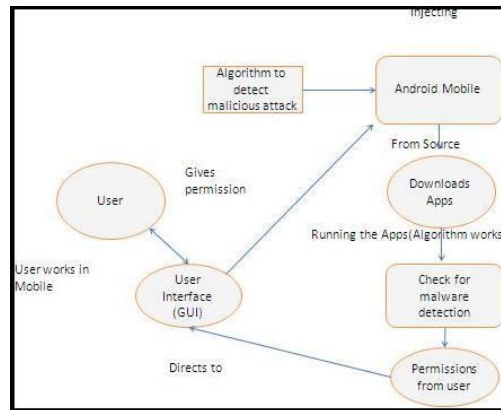 Injecting
Algorithm to
detect
malicious attack
Android Mobile
From Source
Gives
permission
Downloads
Apps
User
Running the Apps(Algorithm works
User works in
Mobile
User
Interface
(GUI)
Check for
malware
detection
Directs to
Permissions
from user